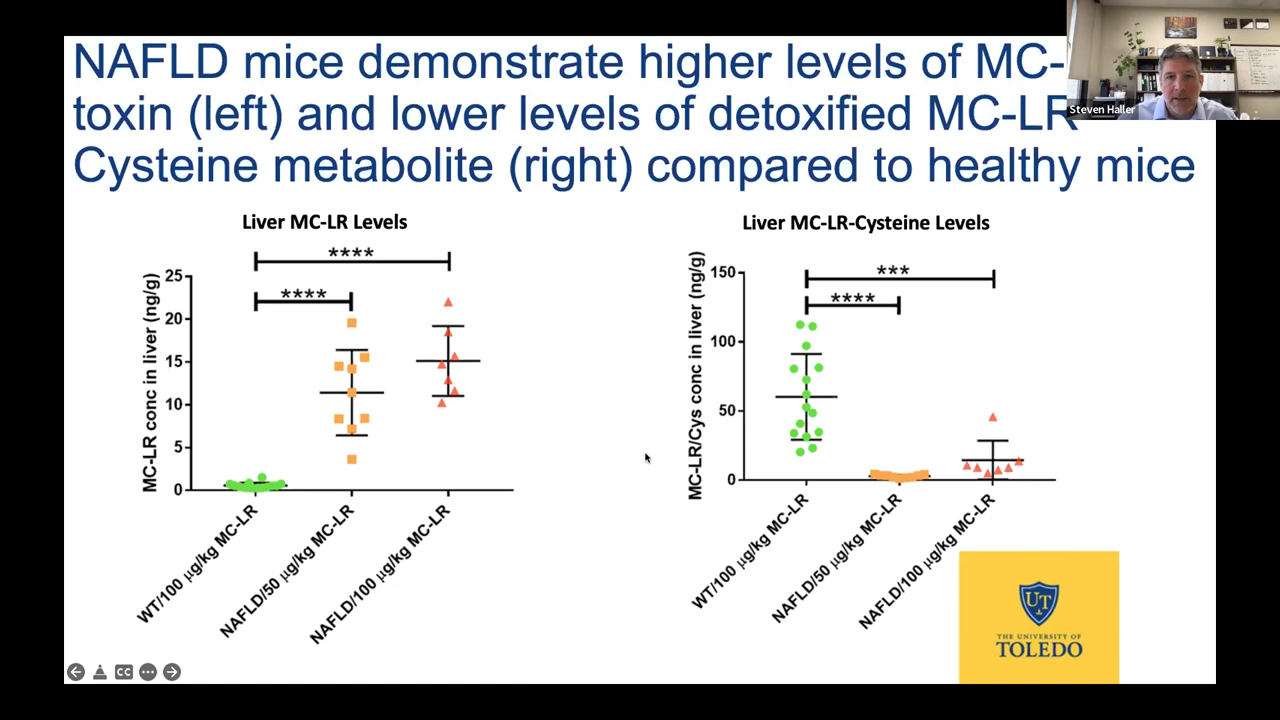 NAFLD mice demonstrate higher levels of MC-
toxin (left) and lower levels of detoxified MC-LR
Cysteine metabolite (right) compared to healthy mice
Steven Haller
Liver MC-LR Levels
****
****
MC-LR conc in liver (ng/g)
25
20
15
10
5
0
WT/100 µg/kg MC-LR
NAFLD/50 µg/kg MC-LR
NAFLD/100 µg/kg MC-LR
Liver MC-LR-Cysteine Levels
***
****
MC-LR/Cys conc in liver (ng/g)
150
100
50
0
WT/100 µg/kg MC-LR
NAFLD/50 µg/kg MC-LR
NAFLD/100 µg/kg MC-LR
UT
THE UNIVERSITY OF
TOLEDO
CC